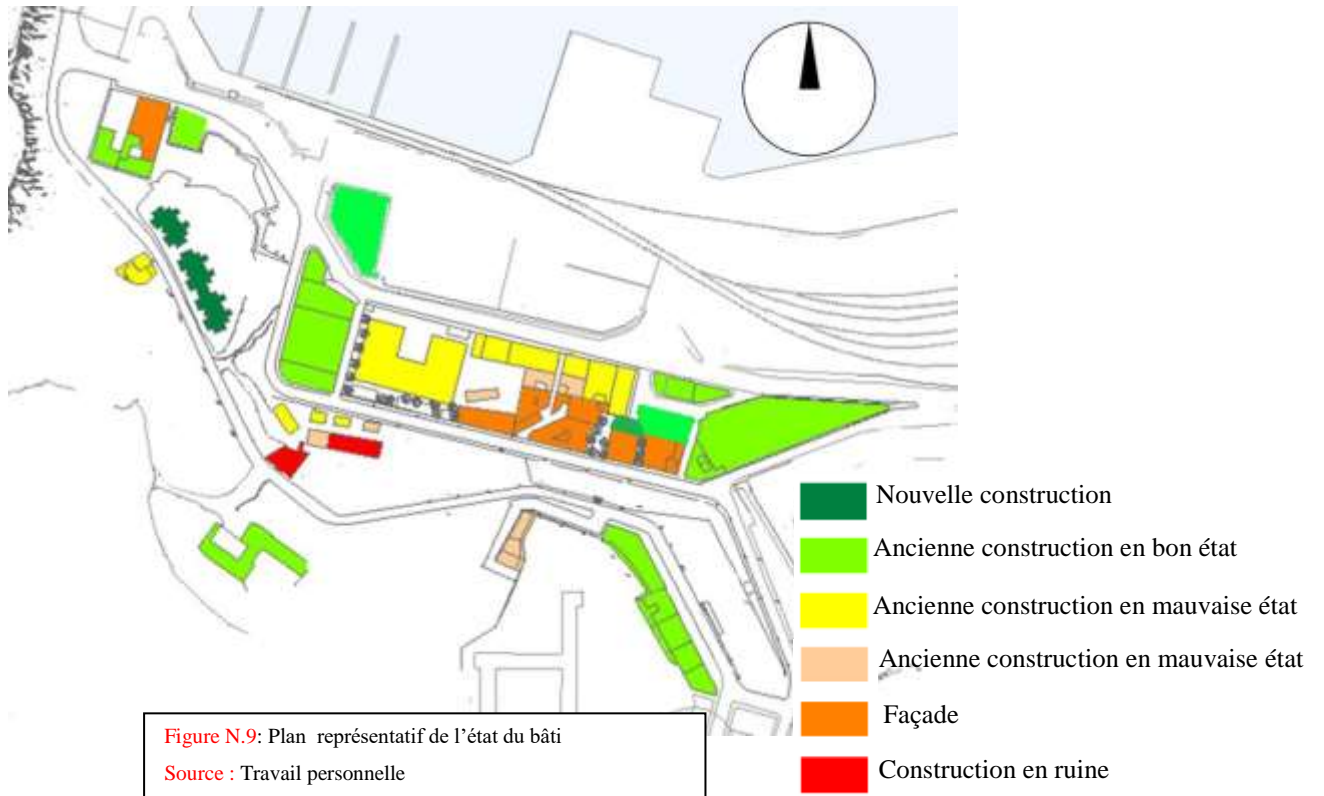 Nouvelle construction
Ancienne construction en bon état
Ancienne construction en mauvaise état
Ancienne construction en mauvaise état
Façade
Construction en ruine
Figure N.9: Plan représentatif de l’état du bâti
Source : Travail personnelle